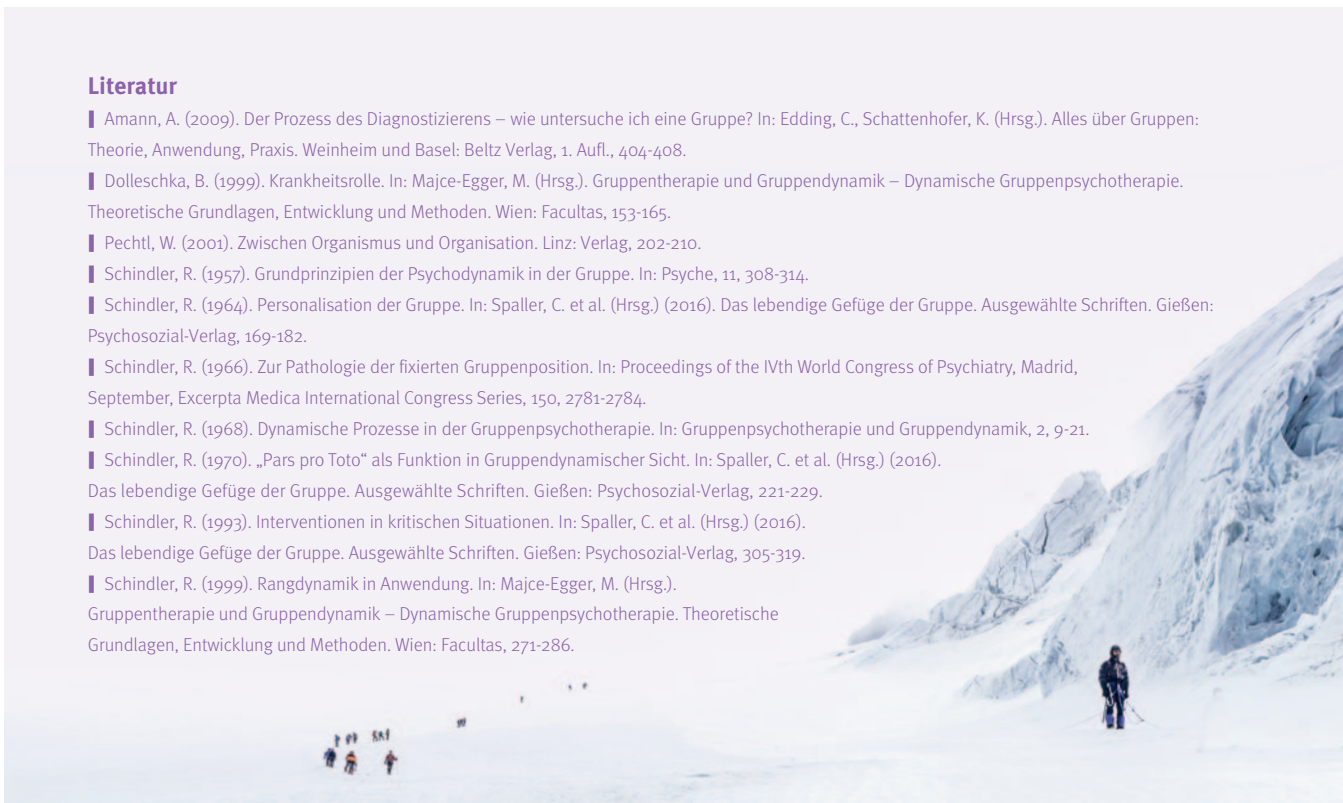 Literatur
❙ Amann, A. (2009). Der Prozess des Diagnostizierens – wie untersuche ich eine Gruppe? In: Edding, C., Schattenhofer, K. (Hrsg.). Alles über Gruppen:
Theorie, Anwendung, Praxis. Weinheim und Basel: Beltz Verlag, 1. Aufl., 404-408.
❙ Dolleschka, B. (1999). Krankheitsrolle. In: Majce-Egger, M. (Hrsg.). Gruppentherapie und Gruppendynamik – Dynamische Gruppenpsychotherapie.
Theoretische Grundlagen, Entwicklung und Methoden. Wien: Facultas, 153-165.
❙ Pechtl, W. (2001). Zwischen Organismus und Organisation. Linz: Verlag, 202-210.
❙ Schindler, R. (1957). Grundprinzipien der Psychodynamik in der Gruppe. In: Psyche, 11, 308-314.
❙ Schindler, R. (1964). Personalisation der Gruppe. In: Spaller, C. et al. (Hrsg.) (2016). Das lebendige Gefüge der Gruppe. Ausgewählte Schriften. Gießen:
Psychosozial-Verlag, 169-182.
❙ Schindler, R. (1966). Zur Pathologie der fixierten Gruppenposition. In: Proceedings of the IVth World Congress of Psychiatry, Madrid,
September, Excerpta Medica International Congress Series, 150, 2781-2784.
❙ Schindler, R. (1968). Dynamische Prozesse in der Gruppenpsychotherapie. In: Gruppenpsychotherapie und Gruppendynamik, 2, 9-21.
❙ Schindler, R. (1970). „Pars pro Toto“ als Funktion in Gruppendynamischer Sicht. In: Spaller, C. et al. (Hrsg.) (2016).
Das lebendige Gefüge der Gruppe. Ausgewählte Schriften. Gießen: Psychosozial-Verlag, 221-229.
❙ Schindler, R. (1993). Interventionen in kritischen Situationen. In: Spaller, C. et al. (Hrsg.) (2016).
Das lebendige Gefüge der Gruppe. Ausgewählte Schriften. Gießen: Psychosozial-Verlag, 305-319.
❙ Schindler, R. (1999). Rangdynamik in Anwendung. In: Majce-Egger, M. (Hrsg.).
Gruppentherapie und Gruppendynamik – Dynamische Gruppenpsychotherapie. Theoretische
Grundlagen, Entwicklung und Methoden. Wien: Facultas, 271-286.